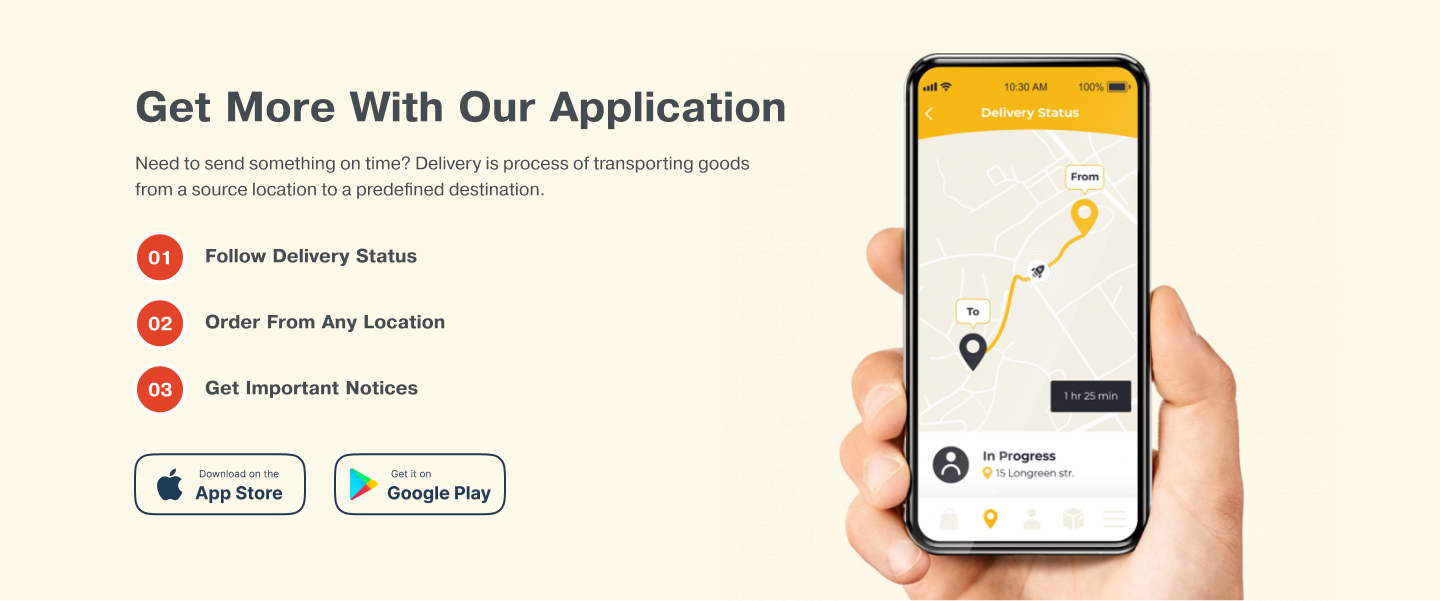 Get More With Our Application
Need to send something on time? Delivery is process of transporting goods
from a source location to a predefined destination.
01 Follow Delivery Status
02 Order From Any Location
03 Get Important Notices
Download on the
App Store
Get it on
Google Play
10:30 AM 100%
Delivery Status
From
To
1 hr 25 min
In Progress
15 Longreen str.